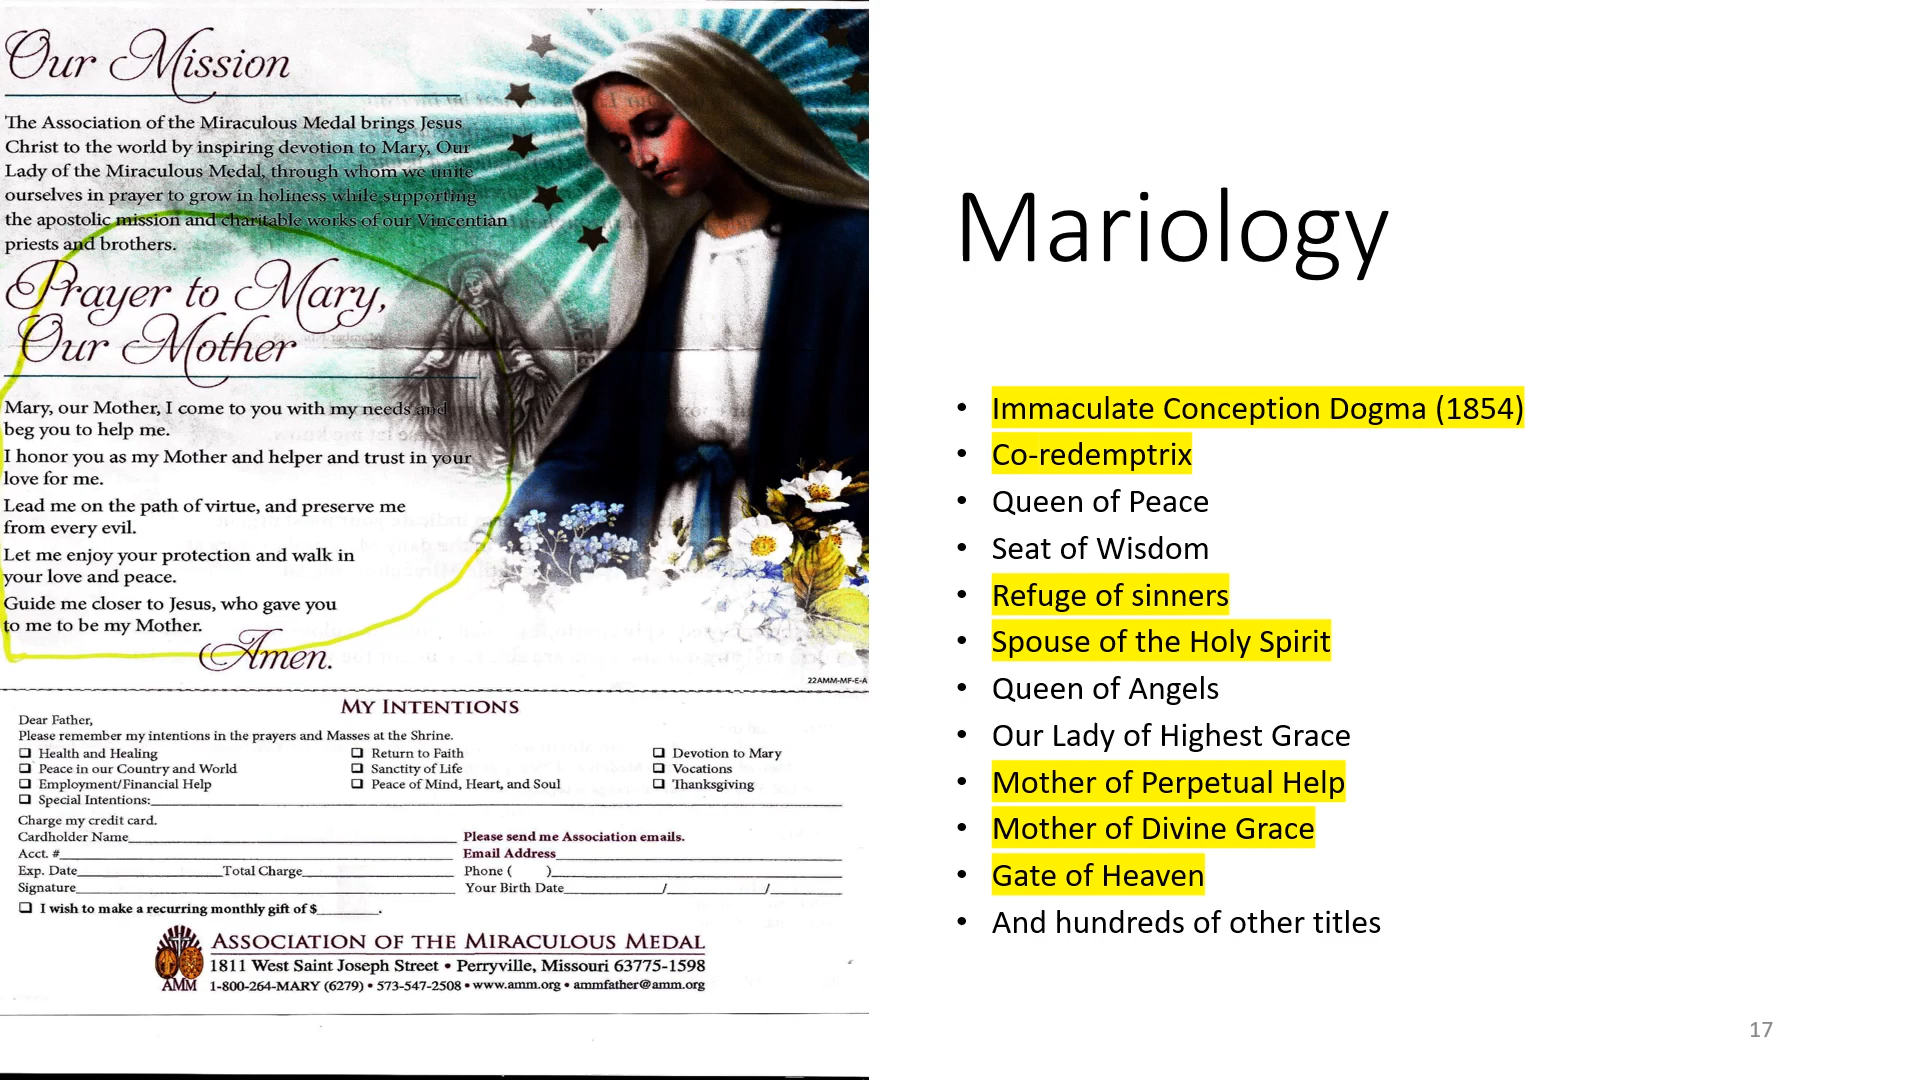 Our Mission
The Association of the Miraculous Medal brings Jesus
Christ to the world by inspiring devotion to Mary, Our
Lady of the Miraculous Medal, through whom we unite
ourselves in prayer to grow in holiness while supporting
the apostolic mission and charitable works of our Vincentian
priests and brothers.
Prayer to Mary,
Our Mother
Mary, our Mother, I come to you with my needs and
beg you to help me.
I honor you as my Mother and helper and trust in your
love for me.
Lead me on the path of virtue, and preserve me
from every evil.
Let me enjoy your protection and walk in
your love and peace.
Guide me closer to Jesus, who gave you
to me to be my Mother.
Amen.
22AMM-MF-E-A
My Intentions
Dear Father,
Please remember my intentions in the prayers and Masses at the Shrine.
Health and Healing Return to Faith Devotion to Mary
Peace in our Country and World Sanctity of Life Vocations
Employment/Financial Help Peace of Mind, Heart, and Soul Thanksgiving
Special Intentions:
Charge my credit card.
Cardholder Name Please send me Association emails.
Acct. # Email Address
Exp. Date Total Charge Phone ( )
Signature Your Birth Date / /
I wish to make a recurring monthly gift of $ .
Association of the Miraculous Medal
1811 West Saint Joseph Street • Perryville, Missouri 63775-1598
AMM 1-800-264-MARY (6279) • 573-547-2508 • www.amm.org • ammfather@amm.org
Mariology
• Immaculate Conception Dogma (1854)
• Co-redemptrix
• Queen of Peace
• Seat of Wisdom
• Refuge of sinners
• Spouse of the Holy Spirit
• Queen of Angels
• Our Lady of Highest Grace
• Mother of Perpetual Help
• Mother of Divine Grace
• Gate of Heaven
• And hundreds of other titles
17